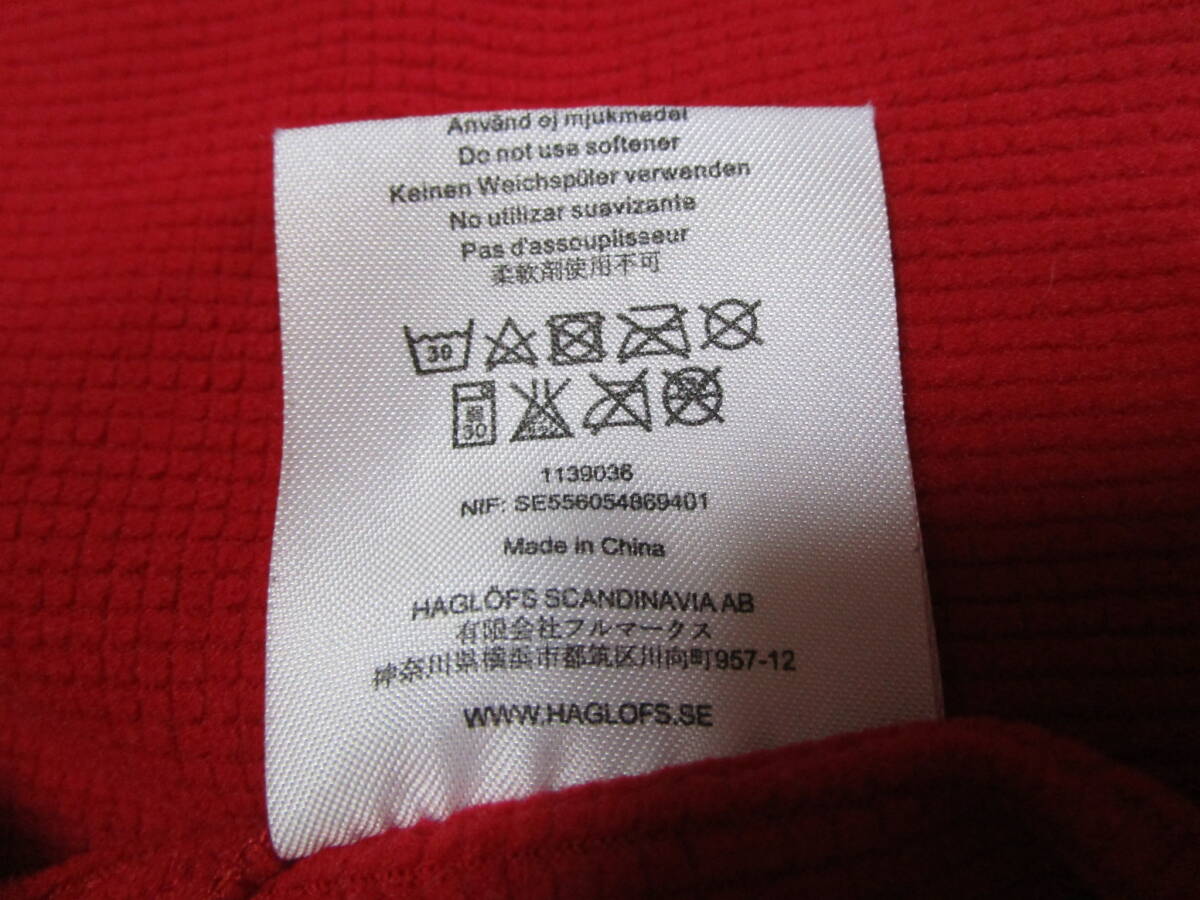 Använd ej mjukmedel
Do not use softener
Keinen Weichspüler verwenden
No utilizar suavizante
Pas d'assouplisseur
柔軟剤使用不可
30
30
1139036
NIF: SE556054869401
Made in China
HAGLÖFS SCANDINAVIA AB
有限会社フルマークス
神奈川県横浜市都筑区川向町957-12
WWW.HAGLOFS.SE